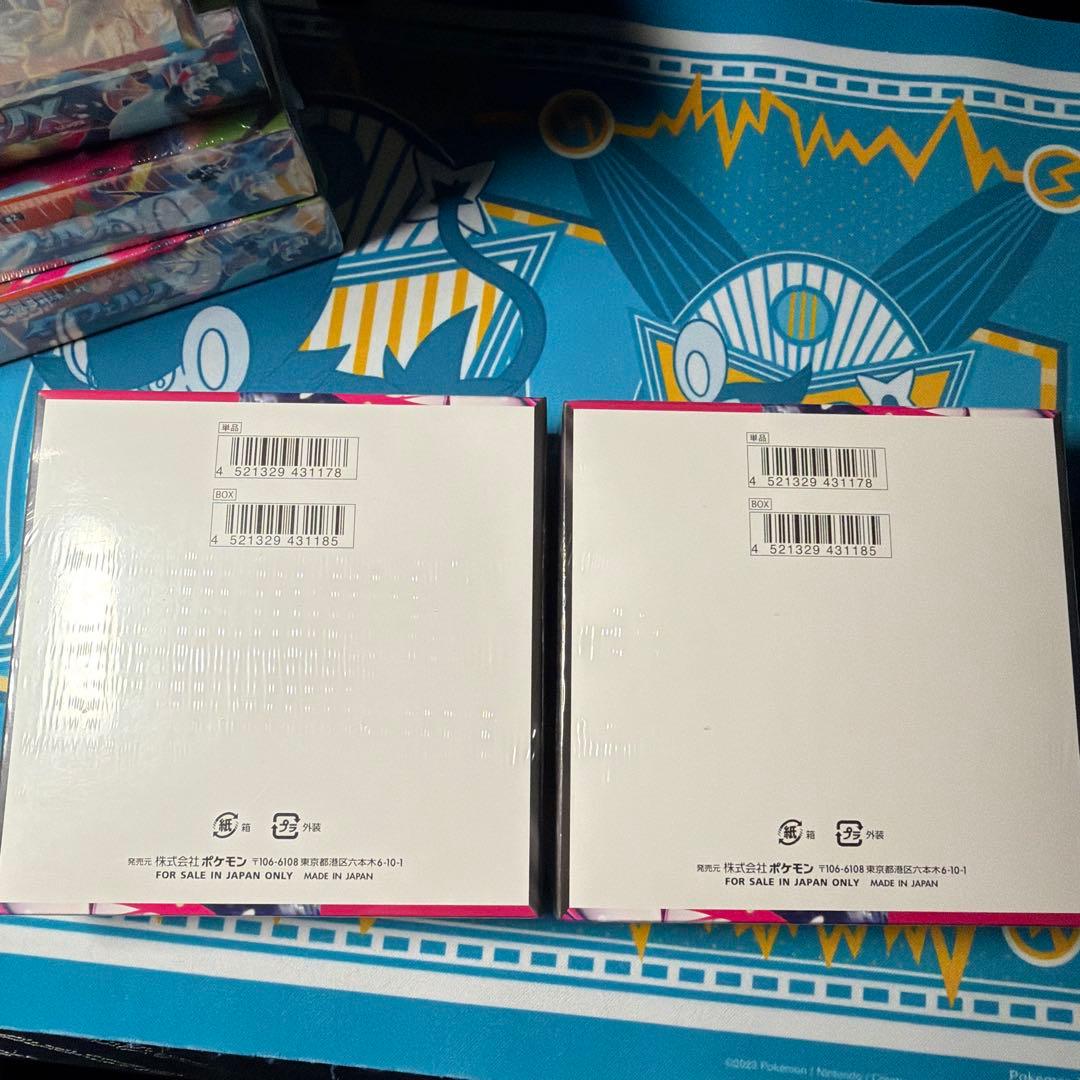 単品
4 521329 431178
BOX
4 521329 431185
紙 箱 プラ 外装
発売元 株式会社ポケモン 〒106-6108 東京都港区六本木6-10-1
FOR SALE IN JAPAN ONLY MADE IN JAPAN
単品
4 521329 431178
BOX
4 521329 431185
紙 箱 プラ 外装
発売元 株式会社ポケモン 〒106-6108 東京都港区六本木6-10-1
FOR SALE IN JAPAN ONLY MADE IN JAPAN
©2023 Pokémon / Nintendo /